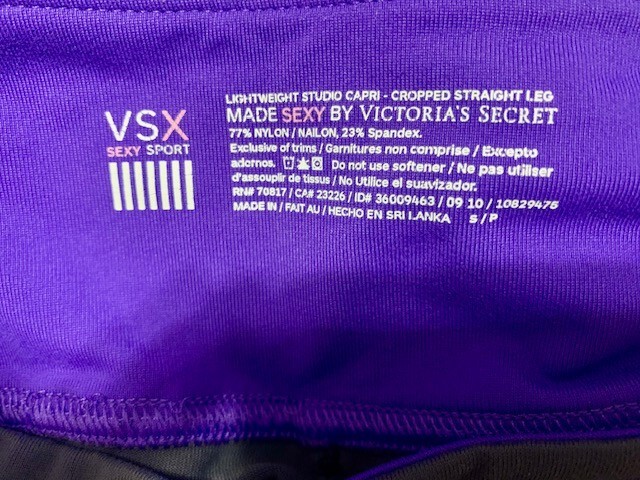 VSX
SEXY SPORT
LIGHTWEIGHT STUDIO CAPRI - CROPPED STRAIGHT LEG
MADE SEXY BY VICTORIA'S SECRET
77% NYLON / NAILON, 23% Spandex.
Exclusive of trims / Garnitures non comprise / Excepto
adornos. Do not use softener / Ne pas utiliser
d'assouplir de tissus / No Utilice el suavizador.
RN# 70817 / CA# 23226 / ID# 36009463 / 09 10 / 10829475
MADE IN / FAIT AU / HECHO EN SRI LANKA S / P